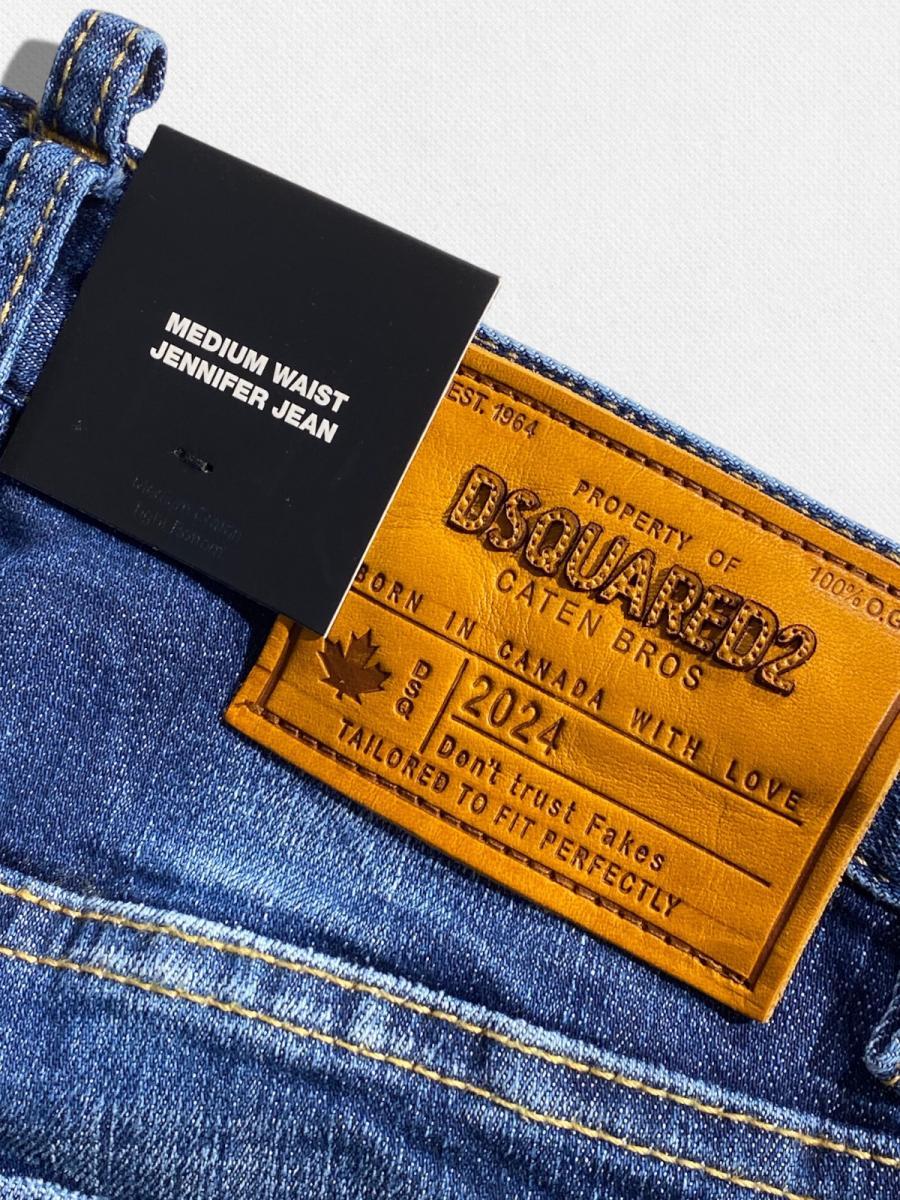 MEDIUM WAIST
JENNIFER JEAN
EST. 1964
PROPERTY OF
100% O.G
DSQUARED2
CATEN BROS
BORN IN CANADA WITH LOVE
DSQ
2024
Don't trust Fakes
TAILORED TO FIT PERFECTLY